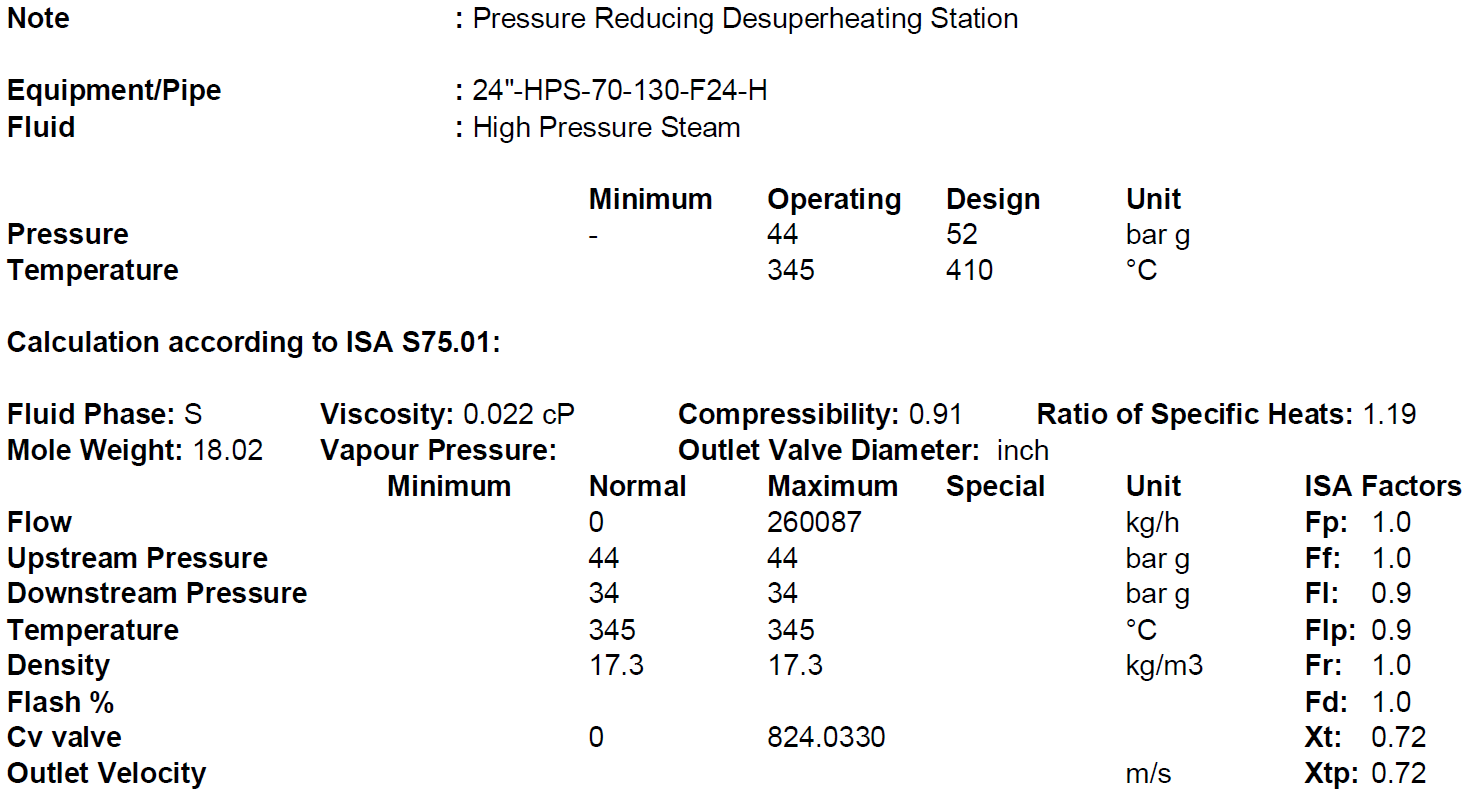 Note : Pressure Reducing Desuperheating Station
Equipment/Pipe : 24"-HPS-70-130-F24-H
Fluid : High Pressure Steam
Minimum Operating Design Unit
Pressure - 44 52 bar g
Temperature 345 410 °C
Calculation according to ISA S75.01:
Fluid Phase: S Viscosity: 0.022 cP Compressibility: 0.91 Ratio of Specific Heats: 1.19
Mole Weight: 18.02 Vapour Pressure: Outlet Valve Diameter: inch
Minimum Normal Maximum Special Unit ISA Factors
Flow 0 260087 kg/h Fp: 1.0
Upstream Pressure 44 44 bar g Ff: 1.0
Downstream Pressure 34 34 bar g Fl: 0.9
Temperature 345 345 °C Flp: 0.9
Density 17.3 17.3 kg/m3 Fr: 1.0
Flash % Fd: 1.0
Cv valve 0 824.0330 Xt: 0.72
Outlet Velocity m/s Xtp: 0.72